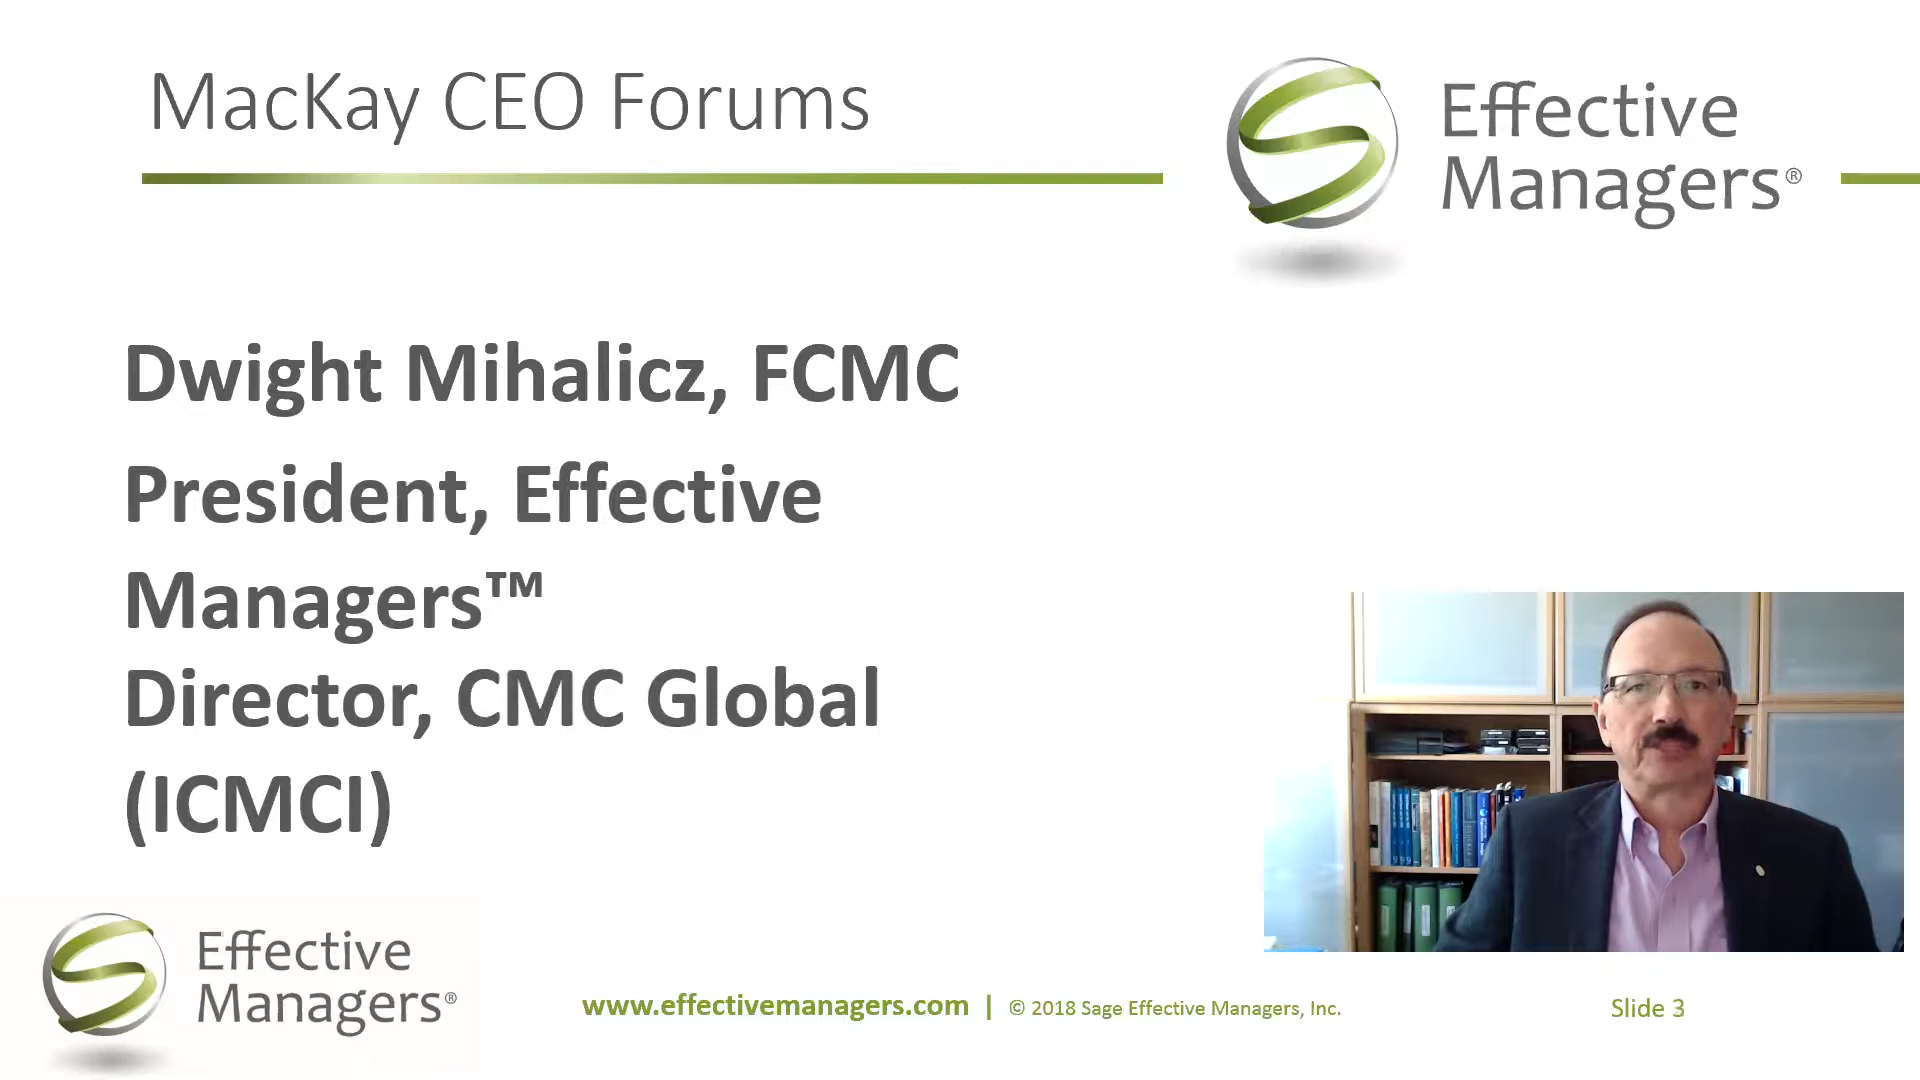 MacKay CEO Forums
Effective
Managers®
Dwight Mihalicz, FCMC
President, Effective
Managers™
Director, CMC Global
(ICMCI)
Effective
Managers®
www.effectivemanagers.com | © 2018 Sage Effective Managers, Inc.
Slide 3